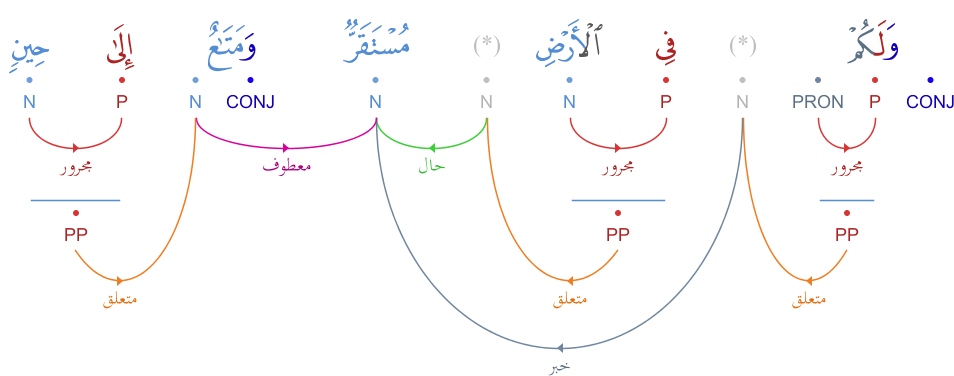 وَلَكُمْ (*) فِى ٱلْأَرْضِ (*) مُسْتَقَرٌّ وَمَتَـٰعٌ إِلَىٰ حِينٍ
CONJ P PRON N P N N N CONJ N P N
مجرور مجرور حال معطوف مجرور
PP PP PP
متعلق متعلق متعلق
خبر